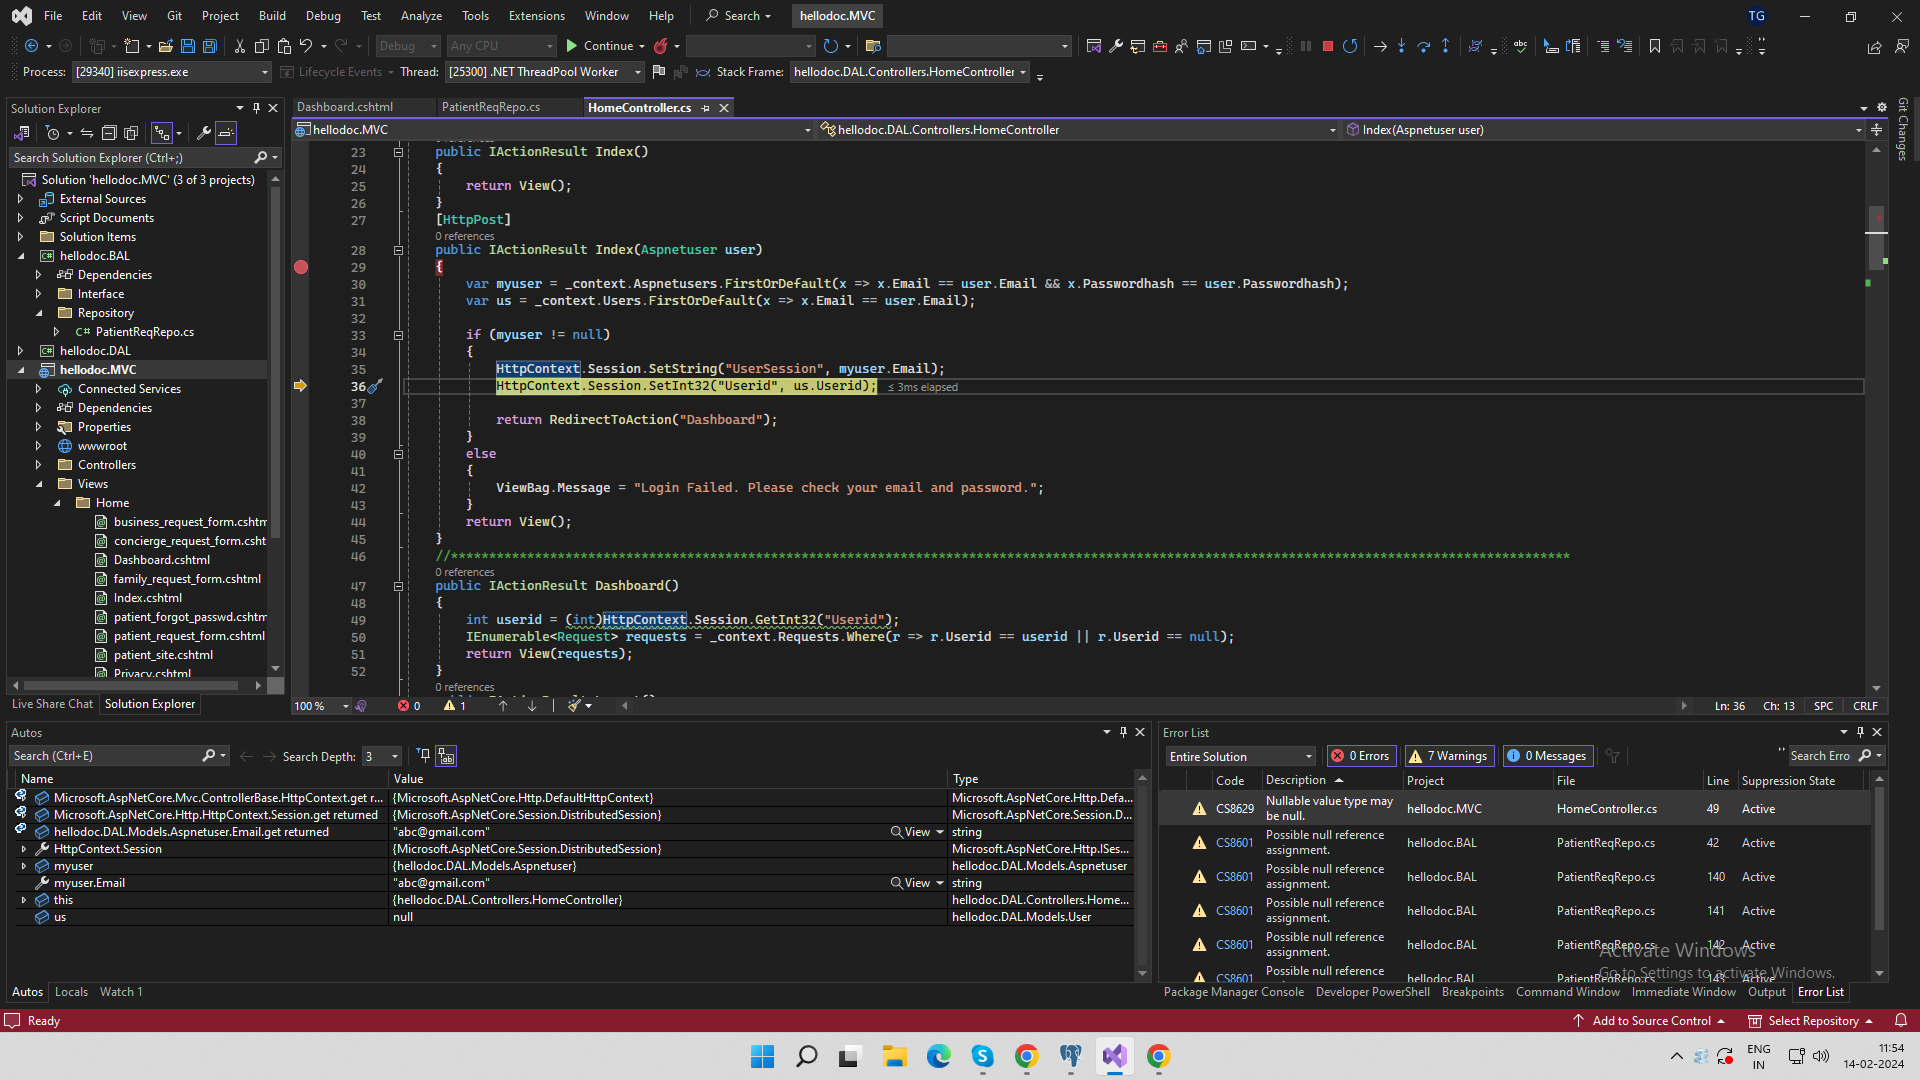 File Edit View Git Project Build Debug Test Analyze Tools Extensions Window Help Search hellodoc.MVC TG
Debug Any CPU Continue
Process: [29340] iisexpress.exe Lifecycle Events Thread: [25300] .NET ThreadPool Worker Stack Frame: hellodoc.DAL.Controllers.HomeController
Solution Explorer
Search Solution Explorer (Ctrl+;)
Solution 'hellodoc.MVC' (3 of 3 projects)
External Sources
Script Documents
Solution Items
hellodoc.BAL
Dependencies
Interface
Repository
C# PatientReqRepo.cs
hellodoc.DAL
hellodoc.MVC
Connected Services
Dependencies
Properties
wwwroot
Controllers
Views
Home
business_request_form.cshtm
concierge_request_form.csht
Dashboard.cshtml
family_request_form.cshtml
Index.cshtml
patient_forgot_passwd.cshtm
patient_request_form.cshtml
patient_site.cshtml
Privacy.cshtml
Live Share Chat Solution Explorer
Dashboard.cshtml PatientReqRepo.cs HomeController.cs
hellodoc.MVC hellodoc.DAL.Controllers.HomeController Index(Aspnetuser user)
23 public IActionResult Index()
24 {
25 return View();
26 }
27 [HttpPost]
0 references
28 public IActionResult Index(Aspnetuser user)
29 {
30 var myuser = _context.Aspnetusers.FirstOrDefault(x => x.Email == user.Email && x.Passwordhash == user.Passwordhash);
31 var us = _context.Users.FirstOrDefault(x => x.Email == user.Email);
32
33 if (myuser != null)
34 {
35 HttpContext.Session.SetString("UserSession", myuser.Email);
36 HttpContext.Session.SetInt32("Userid", us.Userid); ≤ 3ms elapsed
37
38 return RedirectToAction("Dashboard");
39 }
40 else
41 {
42 ViewBag.Message = "Login Failed. Please check your email and password.";
43 }
44 return View();
45 }
46 //***************************************************************************************************************************************************
0 references
47 public IActionResult Dashboard()
48 {
49 int userid = (int)HttpContext.Session.GetInt32("Userid");
50 IEnumerable<Request> requests = _context.Requests.Where(r => r.Userid == userid || r.Userid == null);
51 return View(requests);
52 }
0 references
100 % 0 1 Ln: 36 Ch: 13 SPC CRLF
Git Changes
Autos
Search (Ctrl+E) Search Depth: 3
Name Value Type
Microsoft.AspNetCore.Mvc.ControllerBase.HttpContext.get r... {Microsoft.AspNetCore.Http.DefaultHttpContext} Microsoft.AspNetCore.Http.Defa...
Microsoft.AspNetCore.Http.HttpContext.Session.get returned {Microsoft.AspNetCore.Session.DistributedSession} Microsoft.AspNetCore.Session.D...
hellodoc.DAL.Models.Aspnetuser.Email.get returned "abc@gmail.com" View string
HttpContext.Session {Microsoft.AspNetCore.Session.DistributedSession} Microsoft.AspNetCore.Http.ISes...
myuser {hellodoc.DAL.Models.Aspnetuser} hellodoc.DAL.Models.Aspnetuser
myuser.Email "abc@gmail.com" View string
this {hellodoc.DAL.Controllers.HomeController} hellodoc.DAL.Controllers.Home...
us null hellodoc.DAL.Models.User
Autos Locals Watch 1
Error List
Entire Solution 0 Errors 7 Warnings 0 Messages Search Erro
Code Description Project File Line Suppression State
CS8629 Nullable value type may be null. hellodoc.MVC HomeController.cs 49 Active
CS8601 Possible null reference assignment. hellodoc.BAL PatientReqRepo.cs 42 Active
CS8601 Possible null reference assignment. hellodoc.BAL PatientReqRepo.cs 140 Active
CS8601 Possible null reference assignment. hellodoc.BAL PatientReqRepo.cs 141 Active
CS8601 Possible null reference assignment. hellodoc.BAL PatientReqRepo.cs 142 Active
CS8601 Possible null reference hellodoc.BAL PatientReqRepo.cs 143 Active
Activate Windows
Go to Settings to activate Windows.
Package Manager Console Developer PowerShell Breakpoints Command Window Immediate Window Output Error List
Ready Add to Source Control Select Repository
ENG IN 11:54 14-02-2024